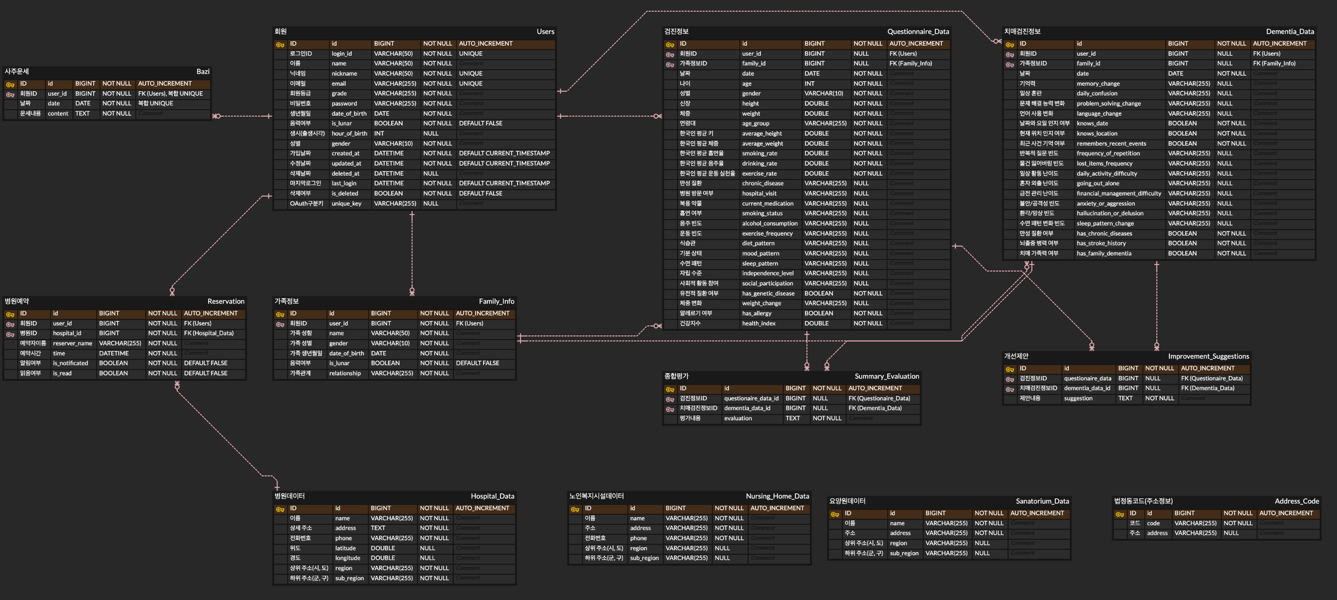 사주운세 Bazi
ID id BIGINT NOT NULL AUTO_INCREMENT
회원ID user_id BIGINT NOT NULL FK (Users), 복합 UNIQUE
날짜 date DATE NOT NULL 복합 UNIQUE
운세내용 content TEXT NOT NULL
회원 Users
ID id BIGINT NOT NULL AUTO_INCREMENT
로그인ID login_id VARCHAR(50) NOT NULL UNIQUE
이름 name VARCHAR(50) NOT NULL
닉네임 nickname VARCHAR(50) NOT NULL UNIQUE
이메일 email VARCHAR(255) NOT NULL UNIQUE
회원등급 grade VARCHAR(255) NOT NULL
비밀번호 password VARCHAR(255) NOT NULL
생년월일 date_of_birth DATE NOT NULL
음력여부 is_lunar BOOLEAN NOT NULL DEFAULT FALSE
생시(출생시각) hour_of_birth INT NULL
성별 gender VARCHAR(10) NOT NULL
가입날짜 created_at DATETIME NOT NULL DEFAULT CURRENT_TIMESTAMP
수정날짜 updated_at DATETIME NOT NULL DEFAULT CURRENT_TIMESTAMP
삭제날짜 deleted_at DATETIME NULL
마지막로그인 last_login DATETIME NOT NULL DEFAULT CURRENT_TIMESTAMP
삭제여부 is_deleted BOOLEAN NOT NULL DEFAULT FALSE
OAuth구분키 unique_key VARCHAR(255) NULL
검진정보 Questionnaire_Data
ID id BIGINT NOT NULL AUTO_INCREMENT
회원ID user_id BIGINT NOT NULL FK (Users)
가족정보ID family_id BIGINT NULL FK (Family_Info)
날짜 date DATE NOT NULL
나이 age INT NOT NULL
성별 gender VARCHAR(10) NOT NULL
신장 height DOUBLE NOT NULL
체중 weight DOUBLE NOT NULL
연령대 age_group VARCHAR(255) NOT NULL
한국인 평균 키 average_height DOUBLE NOT NULL
한국인 평균 체중 average_weight DOUBLE NOT NULL
한국인 평균 흡연율 smoking_rate DOUBLE NOT NULL
한국인 평균 음주율 drinking_rate DOUBLE NOT NULL
한국인 평균 운동 실천율 exercise_rate DOUBLE NOT NULL
만성 질환 chronic_disease VARCHAR(255) NULL
병원 방문 여부 hospital_visit VARCHAR(255) NULL
복용 약물 current_medication VARCHAR(255) NULL
흡연 여부 smoking_status VARCHAR(255) NULL
음주 빈도 alcohol_consumption VARCHAR(255) NULL
운동 빈도 exercise_frequency VARCHAR(255) NULL
식습관 diet_pattern VARCHAR(255) NULL
기분 상태 mood_pattern VARCHAR(255) NULL
수면 패턴 sleep_pattern VARCHAR(255) NULL
자립 수준 independence_level VARCHAR(255) NULL
사회적 활동 참여 social_participation VARCHAR(255) NULL
유전적 질환 여부 has_genetic_disease BOOLEAN NOT NULL
체중 변화 weight_change VARCHAR(255) NULL
알레르기 여부 has_allergy BOOLEAN NOT NULL
건강지수 health_index DOUBLE NOT NULL
치매검진정보 Dementia_Data
ID id BIGINT NOT NULL AUTO_INCREMENT
회원ID user_id BIGINT NOT NULL FK (Users)
가족정보ID family_id BIGINT NULL FK (Family_Info)
날짜 date DATE NOT NULL
기억력 memory_change VARCHAR(255) NULL
일상 혼란 daily_confusion VARCHAR(255) NULL
문제 해결 능력 변화 problem_solving_change VARCHAR(255) NULL
언어 사용 변화 language_change VARCHAR(255) NULL
날짜와 요일 인지 여부 knows_date BOOLEAN NOT NULL
현재 위치 인지 여부 knows_location BOOLEAN NOT NULL
최근 사건 기억 여부 remembers_recent_events BOOLEAN NOT NULL
반복적 질문 빈도 frequency_of_repetition VARCHAR(255) NULL
물건 잃어버림 빈도 lost_items_frequency VARCHAR(255) NULL
일상 활동 난이도 daily_activity_difficulty VARCHAR(255) NULL
혼자 외출 난이도 going_out_alone VARCHAR(255) NULL
금전 관리 난이도 financial_management_difficulty VARCHAR(255) NULL
불안/공격성 빈도 anxiety_or_aggression VARCHAR(255) NULL
환각/망상 빈도 hallucination_or_delusion VARCHAR(255) NULL
수면 패턴 변화 빈도 sleep_pattern_change VARCHAR(255) NULL
만성 질환 여부 has_chronic_diseases BOOLEAN NOT NULL
뇌졸중 병력 여부 has_stroke_history BOOLEAN NOT NULL
치매 가족력 여부 has_family_dementia BOOLEAN NOT NULL
병원예약 Reservation
ID id BIGINT NOT NULL AUTO_INCREMENT
회원ID user_id BIGINT NOT NULL FK (Users)
병원ID hospital_id BIGINT NOT NULL FK (Hospital_Data)
예약자이름 reserver_name VARCHAR(255) NOT NULL
예약시간 time DATETIME NOT NULL
알림여부 is_notificated BOOLEAN NOT NULL DEFAULT FALSE
읽음여부 is_read BOOLEAN NOT NULL DEFAULT FALSE
가족정보 Family_Info
ID id BIGINT NOT NULL AUTO_INCREMENT
회원ID user_id BIGINT NOT NULL FK (Users)
가족 성함 name VARCHAR(50) NOT NULL
가족 성별 gender VARCHAR(10) NOT NULL
가족 생년월일 date_of_birth DATE NOT NULL
음력여부 is_lunar BOOLEAN NOT NULL DEFAULT FALSE
가족관계 relationship VARCHAR(255) NOT NULL
종합평가 Summary_Evaluation
ID id BIGINT NOT NULL AUTO_INCREMENT
검진정보ID questionnaire_data_id BIGINT NULL FK (Questionnaire_Data)
치매검진정보ID dementia_data_id BIGINT NULL FK (Dementia_Data)
평가내용 evaluation TEXT NOT NULL
개선제안 Improvement_Suggestions
ID id BIGINT NOT NULL AUTO_INCREMENT
검진정보ID questionnaire_data BIGINT NULL FK (Questionnaire_Data)
치매검진정보ID dementia_data_id BIGINT NULL FK (Dementia_Data)
제안내용 suggestion TEXT NOT NULL
병원데이터 Hospital_Data
ID id BIGINT NOT NULL AUTO_INCREMENT
이름 name VARCHAR(255) NOT NULL
상세 주소 address TEXT NOT NULL
전화번호 phone VARCHAR(255) NOT NULL
위도 latitude DOUBLE NULL
경도 longitude DOUBLE NULL
상위 주소(시, 도) region VARCHAR(255) NOT NULL
하위 주소(군, 구) sub_region VARCHAR(255) NOT NULL
노인복지시설데이터 Nursing_Home_Data
ID id BIGINT NOT NULL AUTO_INCREMENT
이름 name VARCHAR(255) NOT NULL
주소 address VARCHAR(255) NOT NULL
전화번호 phone VARCHAR(255) NOT NULL
상위 주소(시, 도) region VARCHAR(255) NULL
하위 주소(군, 구) sub_region VARCHAR(255) NULL
요양원데이터 Sanatorium_Data
ID id BIGINT NOT NULL AUTO_INCREMENT
이름 name VARCHAR(255) NOT NULL
주소 address VARCHAR(255) NOT NULL
상위 주소(시, 도) region VARCHAR(255) NULL
하위 주소(군, 구) sub_region VARCHAR(255) NULL
법정동코드(주소정보) Address_Code
ID id BIGINT NOT NULL AUTO_INCREMENT
코드 code VARCHAR(255) NOT NULL
주소 address VARCHAR(255) NOT NULL